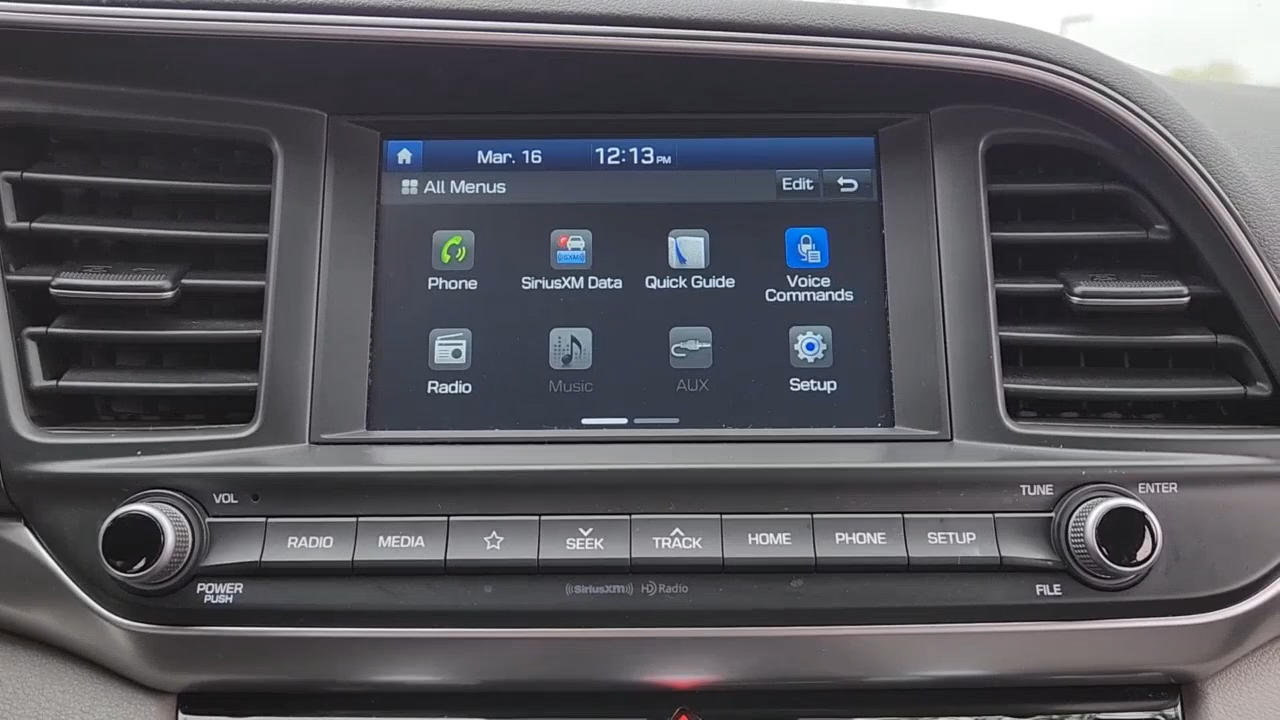 Mar. 16 12:13 PM
All Menus Edit
Phone SiriusXM Data Quick Guide Voice Commands
Radio Music AUX Setup
VOL TUNE ENTER
RADIO MEDIA SEEK TRACK HOME PHONE SETUP
POWER PUSH FILE
((SiriusXM)) HD Radio